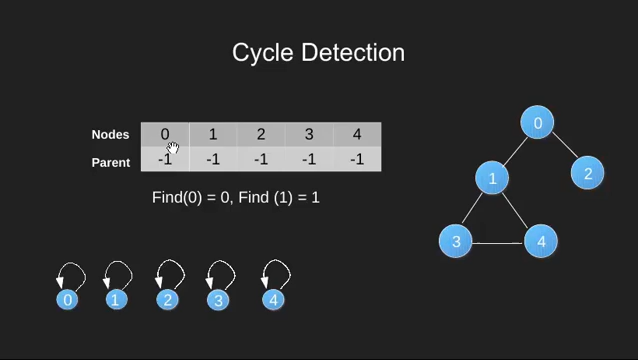 Cycle Detection
Nodes 0 1 2 3 4
Parent -1 -1 -1 -1 -1
Find(0) = 0, Find (1) = 1
0
1 2
3 4
0 1 2 3 4